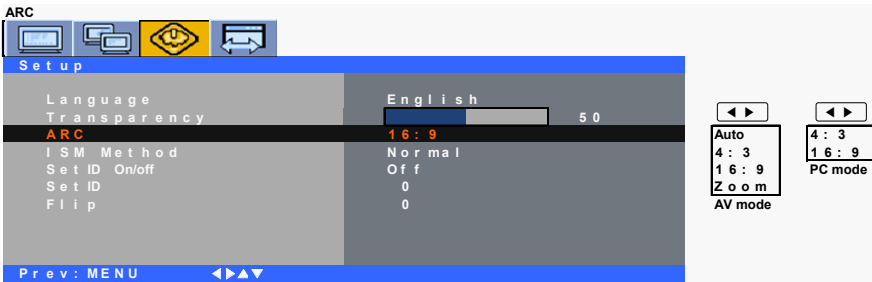 ARC
Setup
Language English
Transparency 50
ARC 16:9
ISM Method Normal
Set ID On/off Off
Set ID 0
Flip 0
Prev: MENU ◀▶▲▼
◀ ▶
Auto
4: 3
16: 9
Zoom
AV mode
◀ ▶
4: 3
16: 9
PC mode